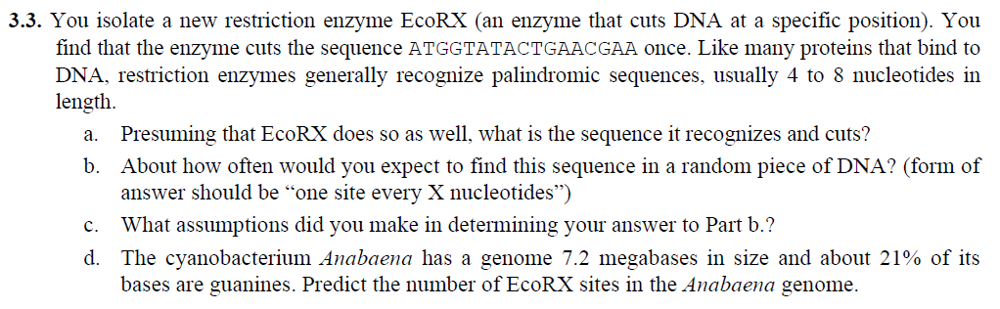 3.3. You isolate a new restriction enzyme EcoRX (an enzyme that cuts DNA at a specific position). You
find that the enzyme cuts the sequence ATGGTATACTGAACGAA once. Like many proteins that bind to
DNA, restriction enzymes generally recognize palindromic sequences, usually 4 to 8 nucleotides in
length.
a. Presuming that EcoRX does so as well, what is the sequence it recognizes and cuts?
b. About how often would you expect to find this sequence in a random piece of DNA? (form of
answer should be “one site every X nucleotides”)
c. What assumptions did you make in determining your answer to Part b.?
d. The cyanobacterium Anabaena has a genome 7.2 megabases in size and about 21% of its
bases are guanines. Predict the number of EcoRX sites in the Anabaena genome.